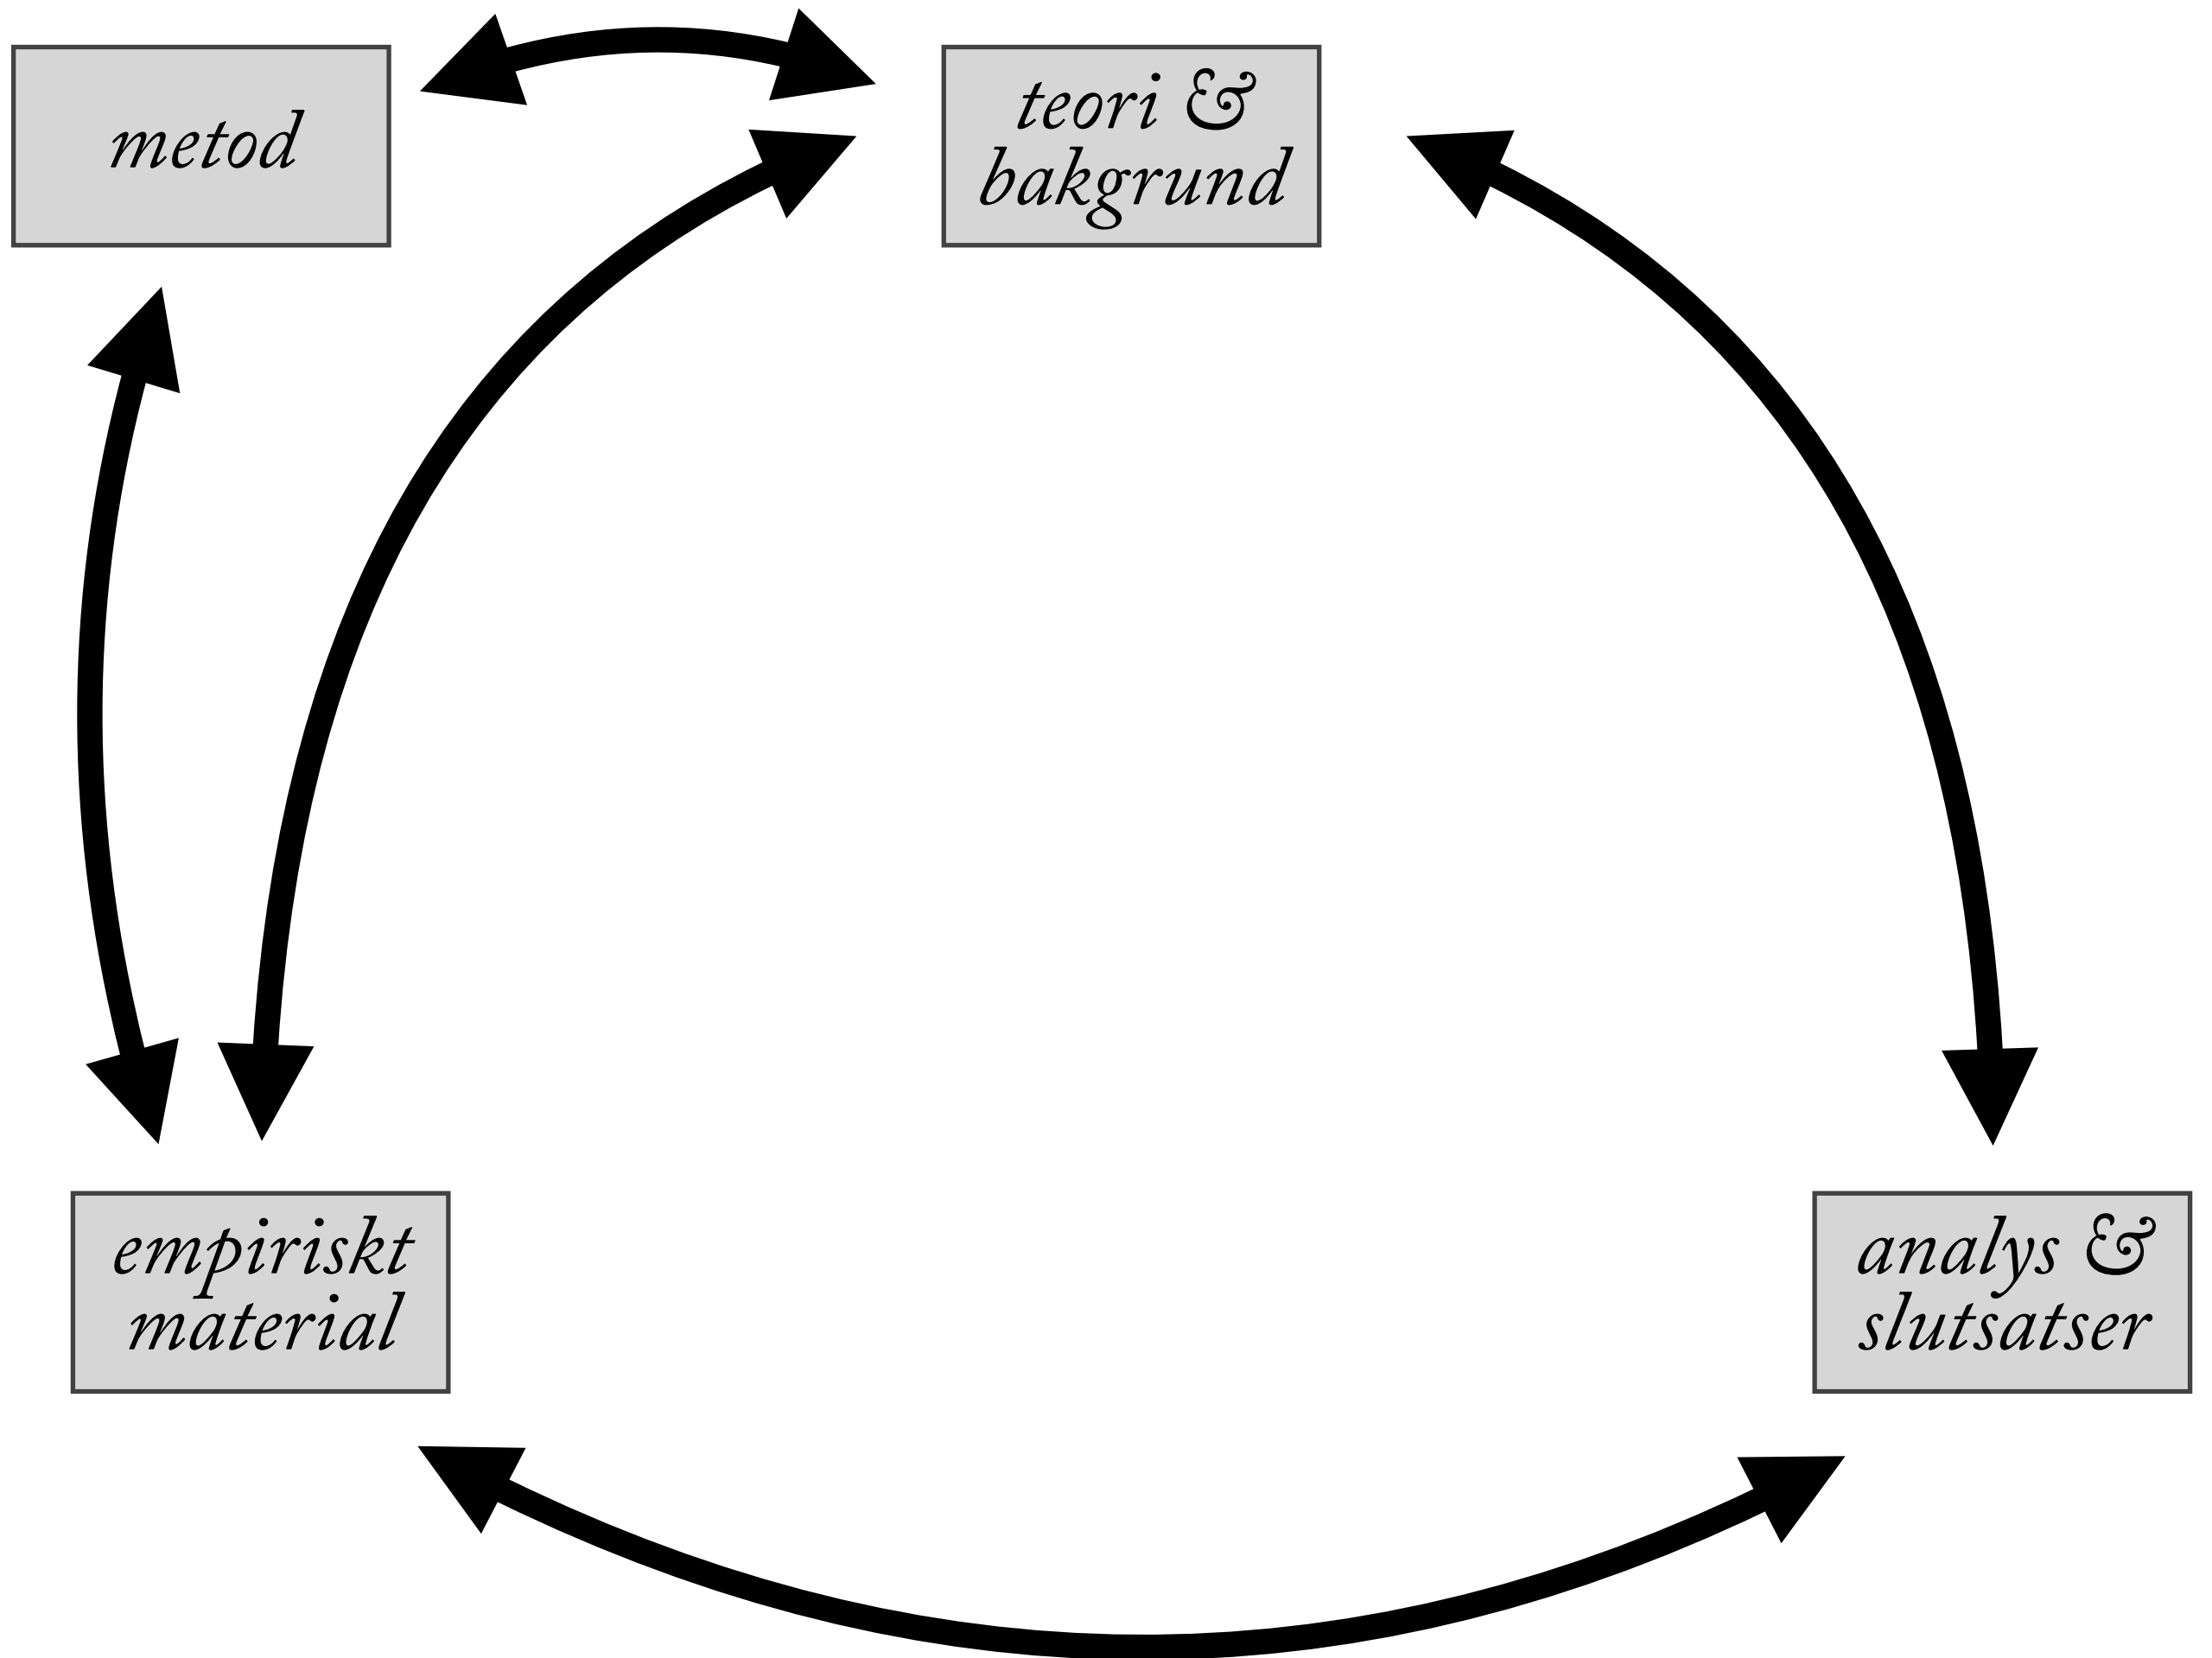 metod
teori &
bakgrund
empiriskt
material
analys &
slutsatser